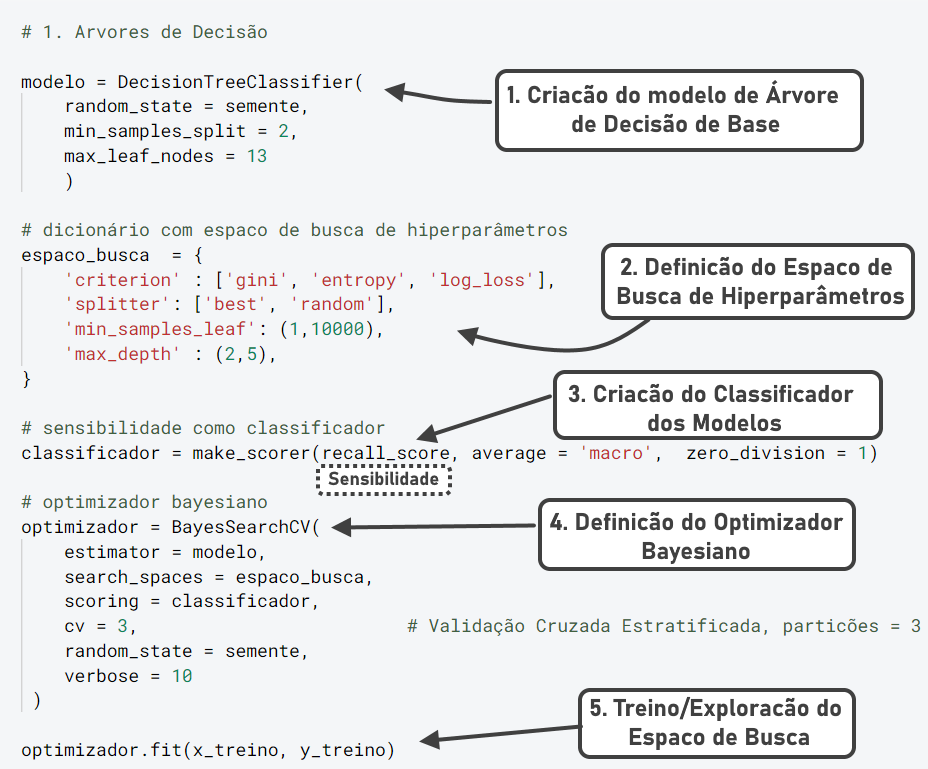 # 1. Arvores de Decisão
modelo = DecisionTreeClassifier(
random_state = semente,
min_samples_split = 2,
max_leaf_nodes = 13
)
1. Criacão do modelo de Árvore
de Decisão de Base
# dicionário com espaço de busca de hiperparâmetros
espaco_busca = {
'criterion' : ['gini', 'entropy', 'log_loss'],
'splitter': ['best', 'random'],
'min_samples_leaf': (1,10000),
'max_depth' : (2,5),
}
2. Definicão do Espaco de
Busca de Hiperparâmetros
3. Criacão do Classificador
dos Modelos
# sensibilidade como classificador
classificador = make_scorer(recall_score, average = 'macro', zero_division = 1)
Sensibilidade
# optimizador bayesiano
optimizador = BayesSearchCV(
estimator = modelo,
search_spaces = espaco_busca,
scoring = classificador,
cv = 3, # Validação Cruzada Estratificada, particões = 3
random_state = semente,
verbose = 10
)
4. Definicão do Optimizador
Bayesiano
5. Treino/Exploracão do
Espaco de Busca
optimizador.fit(x_treino, y_treino)